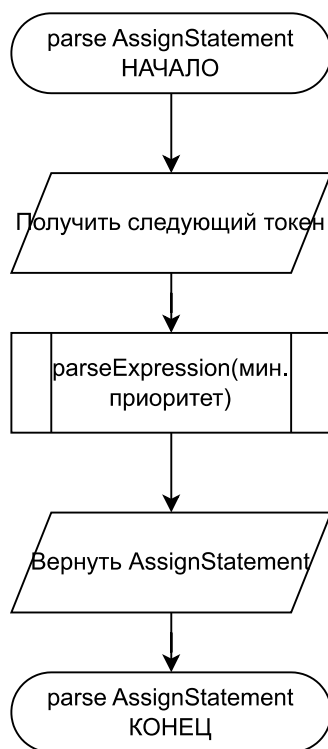 parse AssignStatement
НАЧАЛО
Получить следующий токен
parseExpression(мин.
приоритет)
Вернуть AssignStatement
parse AssignStatement
КОНЕЦ